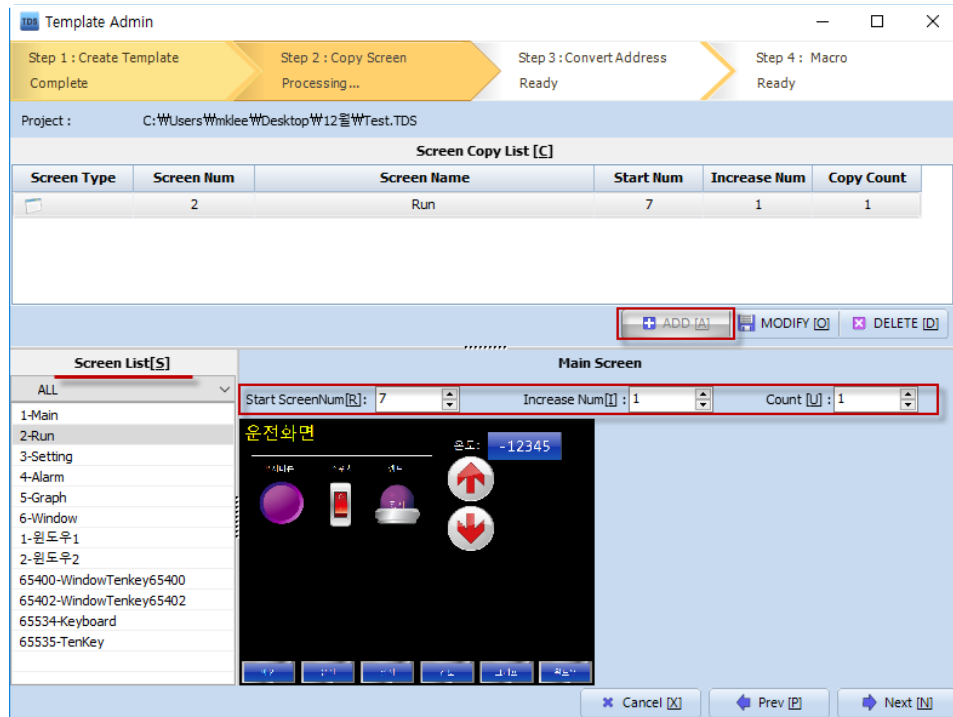 TDS Template Admin
Step 1 : Create Template
Complete
Step 2 : Copy Screen
Processing...
Step 3 : Convert Address
Ready
Step 4 : Macro
Ready
Project : C:₩Users₩mklee₩Desktop₩12월₩Test.TDS
Screen Copy List [C]
Screen Type Screen Num Screen Name Start Num Increase Num Copy Count
2 Run 7 1 1
ADD [A] MODIFY [O] DELETE [D]
Screen List[S]
ALL
1-Main
2-Run
3-Setting
4-Alarm
5-Graph
6-Window
1-윈도우1
2-윈도우2
65400-WindowTenkey65400
65402-WindowTenkey65402
65534-Keyboard
65535-TenKey
Main Screen
Start ScreenNum[R]: 7 Increase Num[I] : 1 Count [U] : 1
운전화면
온도: -12345
Cancel [X] Prev [P] Next [N]